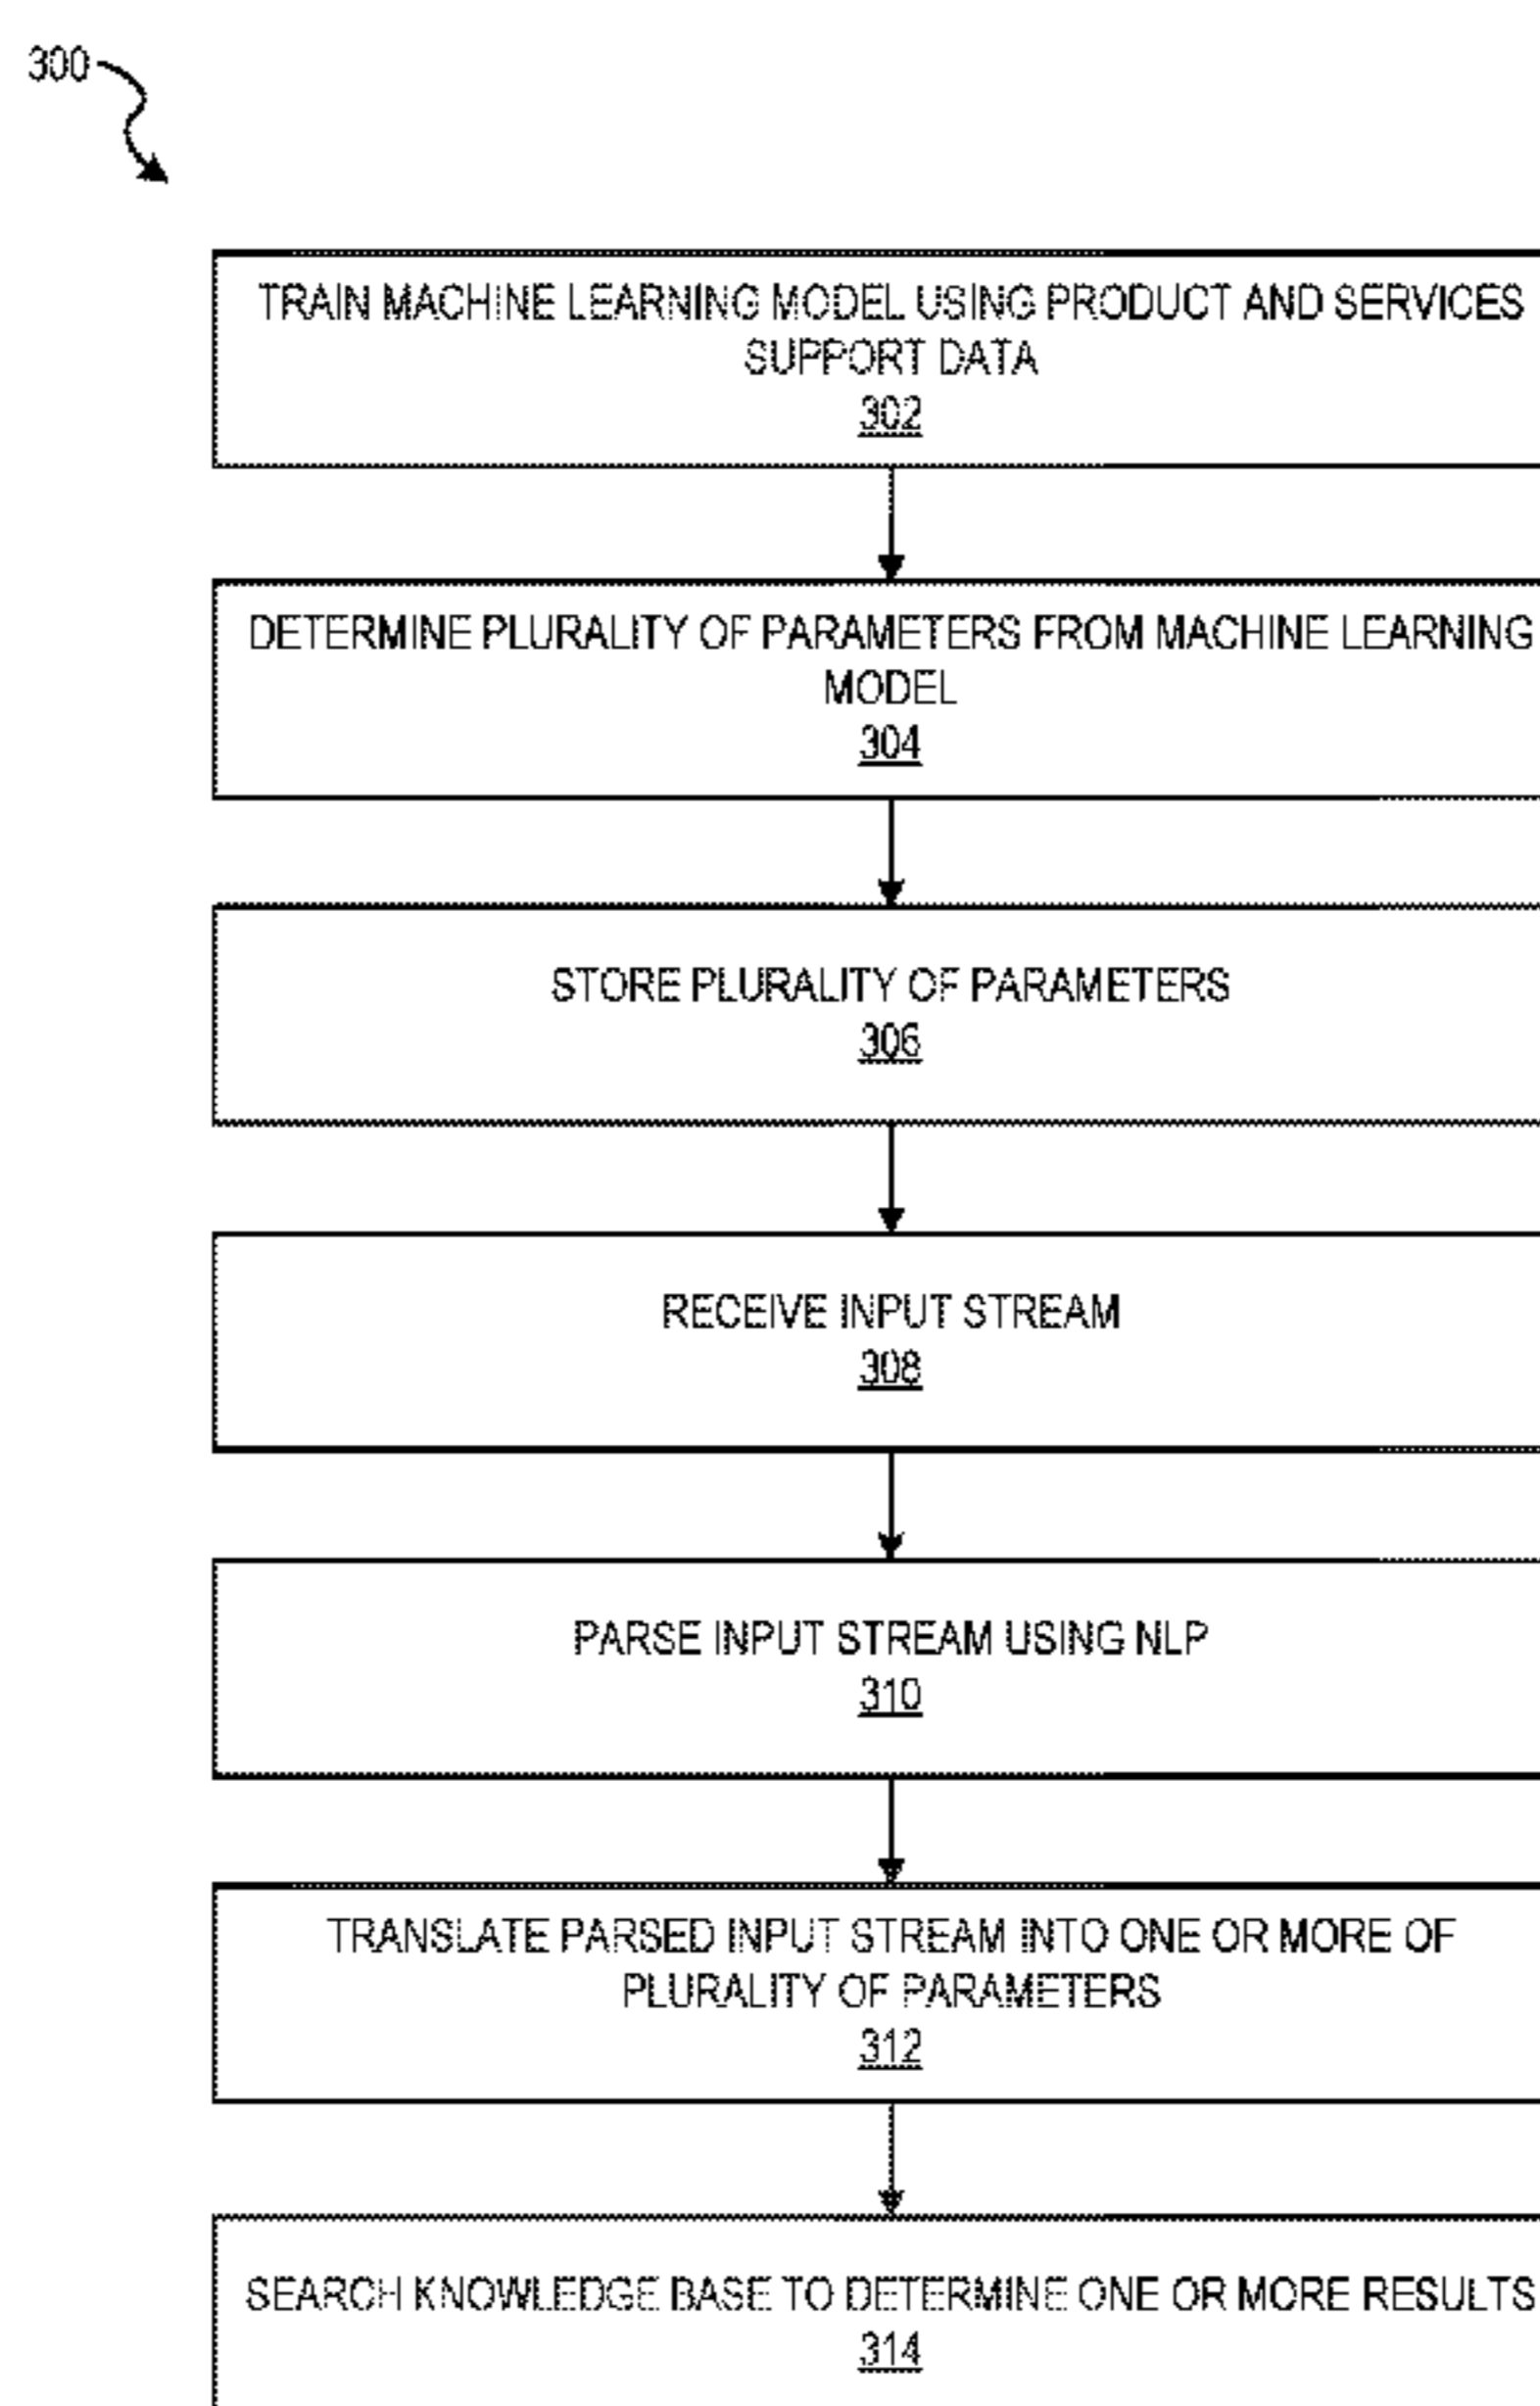 300
TRAIN MACHINE LEARNING MODEL USING PRODUCT AND SERVICES
SUPPORT DATA
302
DETERMINE PLURALITY OF PARAMETERS FROM MACHINE LEARNING
MODEL
304
STORE PLURALITY OF PARAMETERS
306
RECEIVE INPUT STREAM
308
PARSE INPUT STREAM USING NLP
310
TRANSLATE PARSED INPUT STREAM INTO ONE OR MORE OF
PLURALITY OF PARAMETERS
312
SEARCH KNOWLEDGE BASE TO DETERMINE ONE OR MORE RESULTS
314